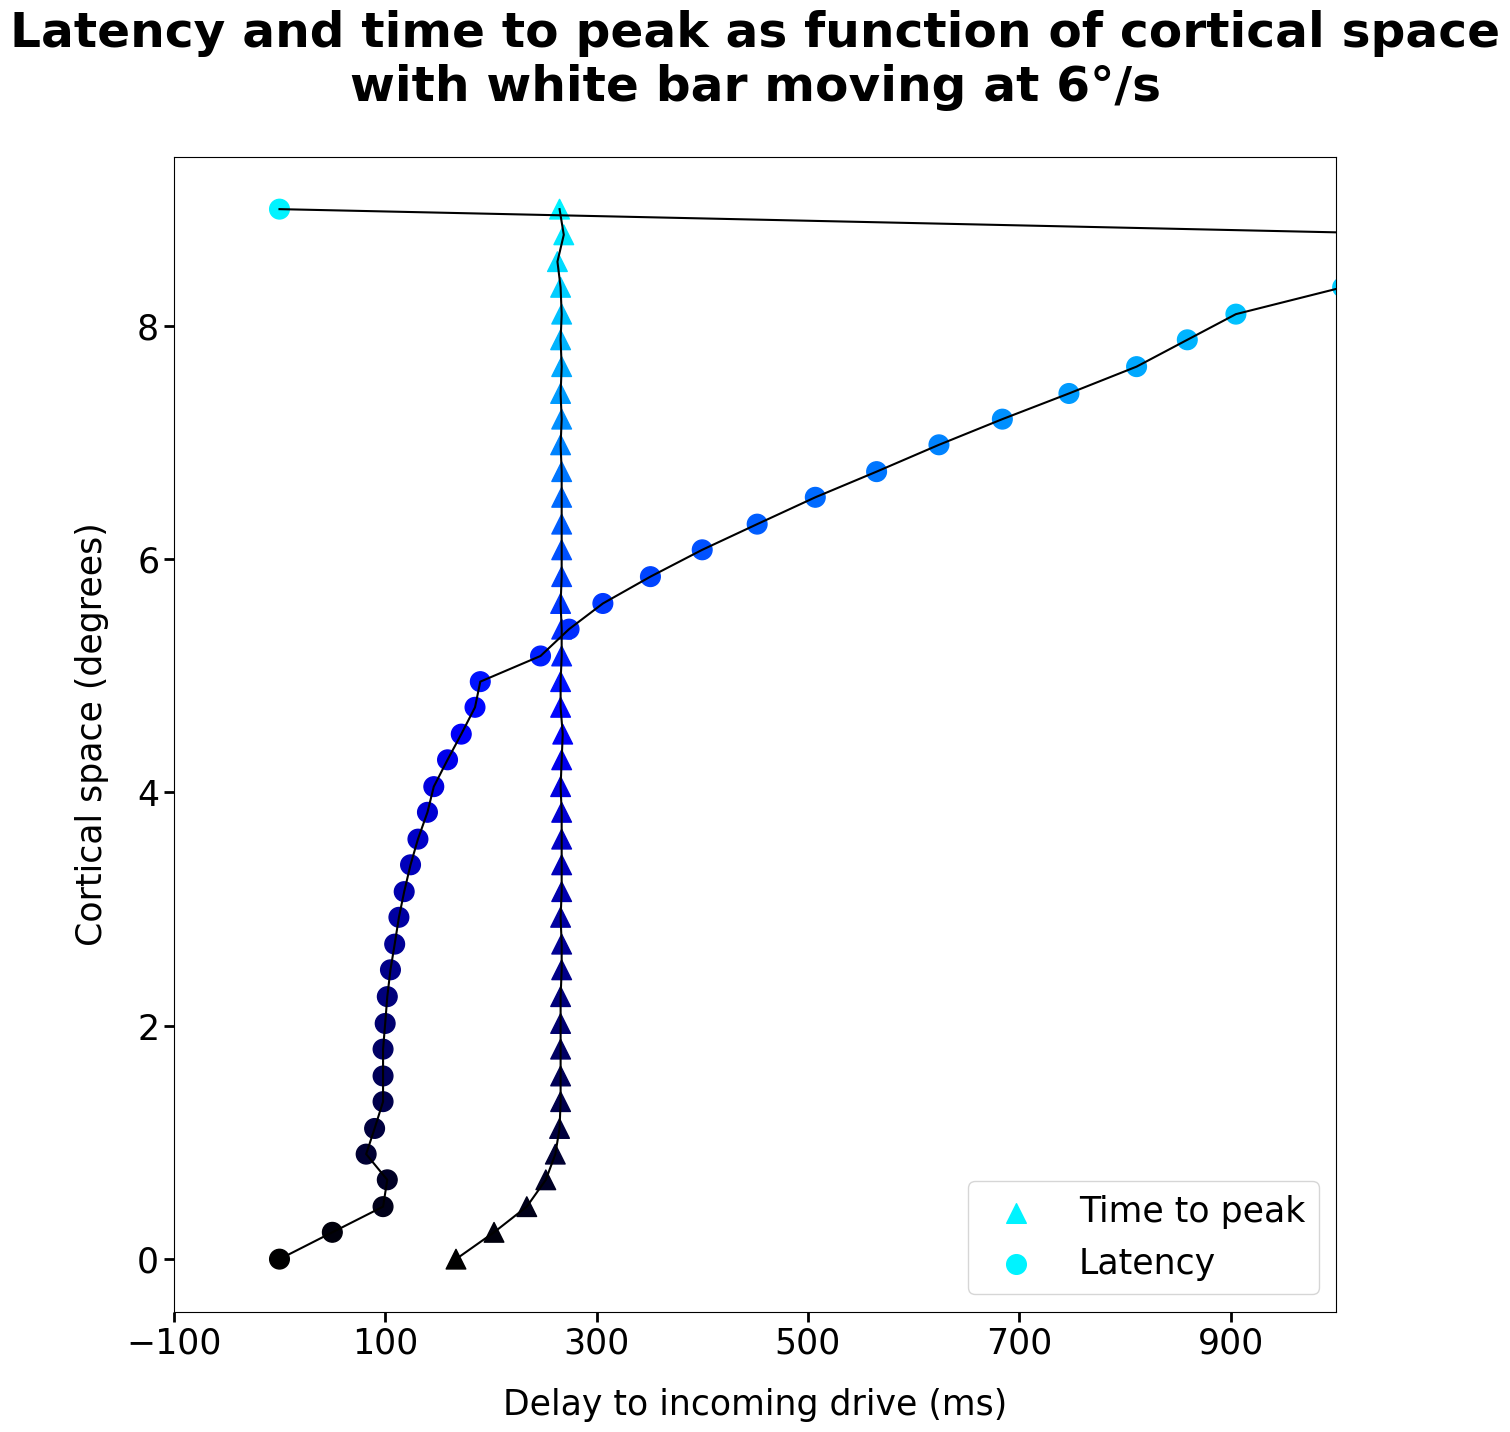 Latency and time to peak as function of cortical space
with white bar moving at 6°/s
Cortical space (degrees)
8
6
4
2
0
Time to peak
Latency
−100 100 300 500 700 900
Delay to incoming drive (ms)